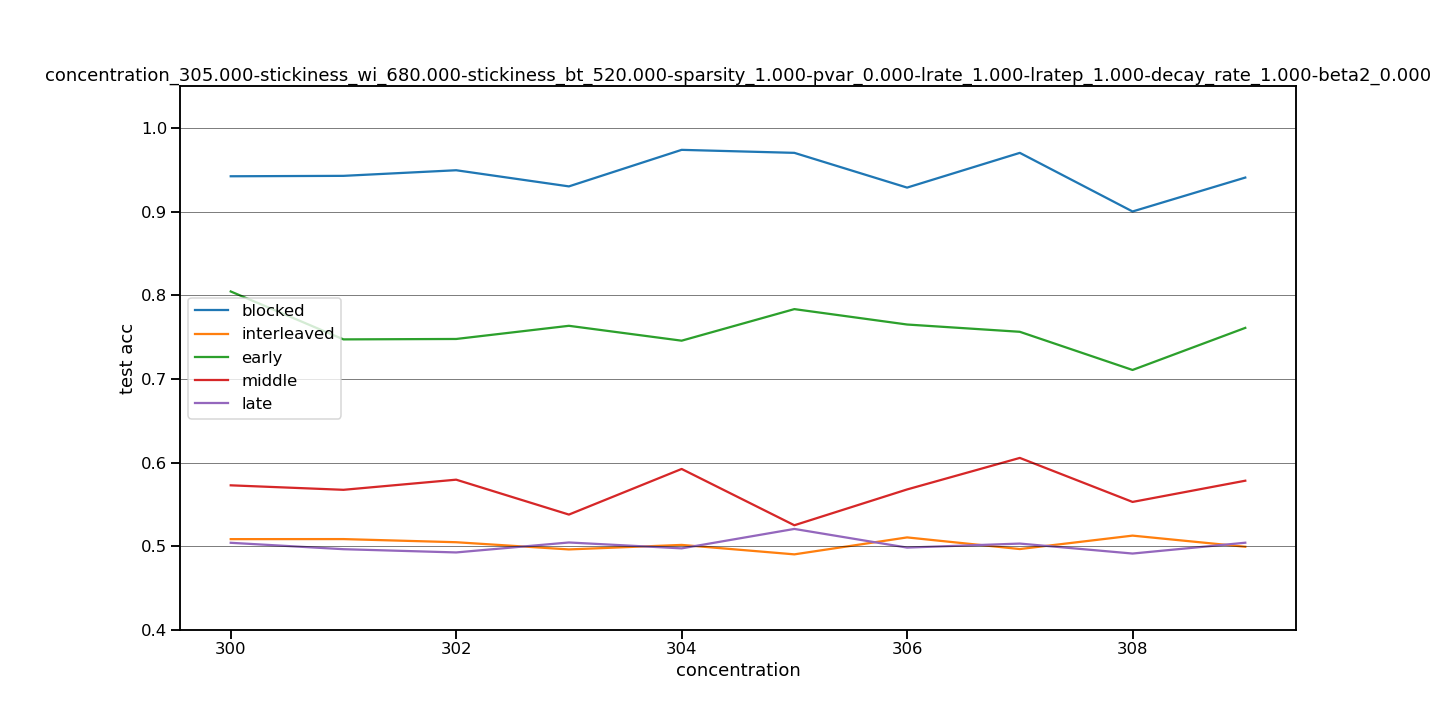 concentration_305.000-stickiness_wi_680.000-stickiness_bt_520.000-sparsity_1.000-pvar_0.000-lrate_1.000-lratep_1.000-decay_rate_1.000-beta2_0.000
1.0
0.9
0.8
0.7
0.6
0.5
0.4
test acc
blocked
interleaved
early
middle
late
300
302
304
306
308
concentration